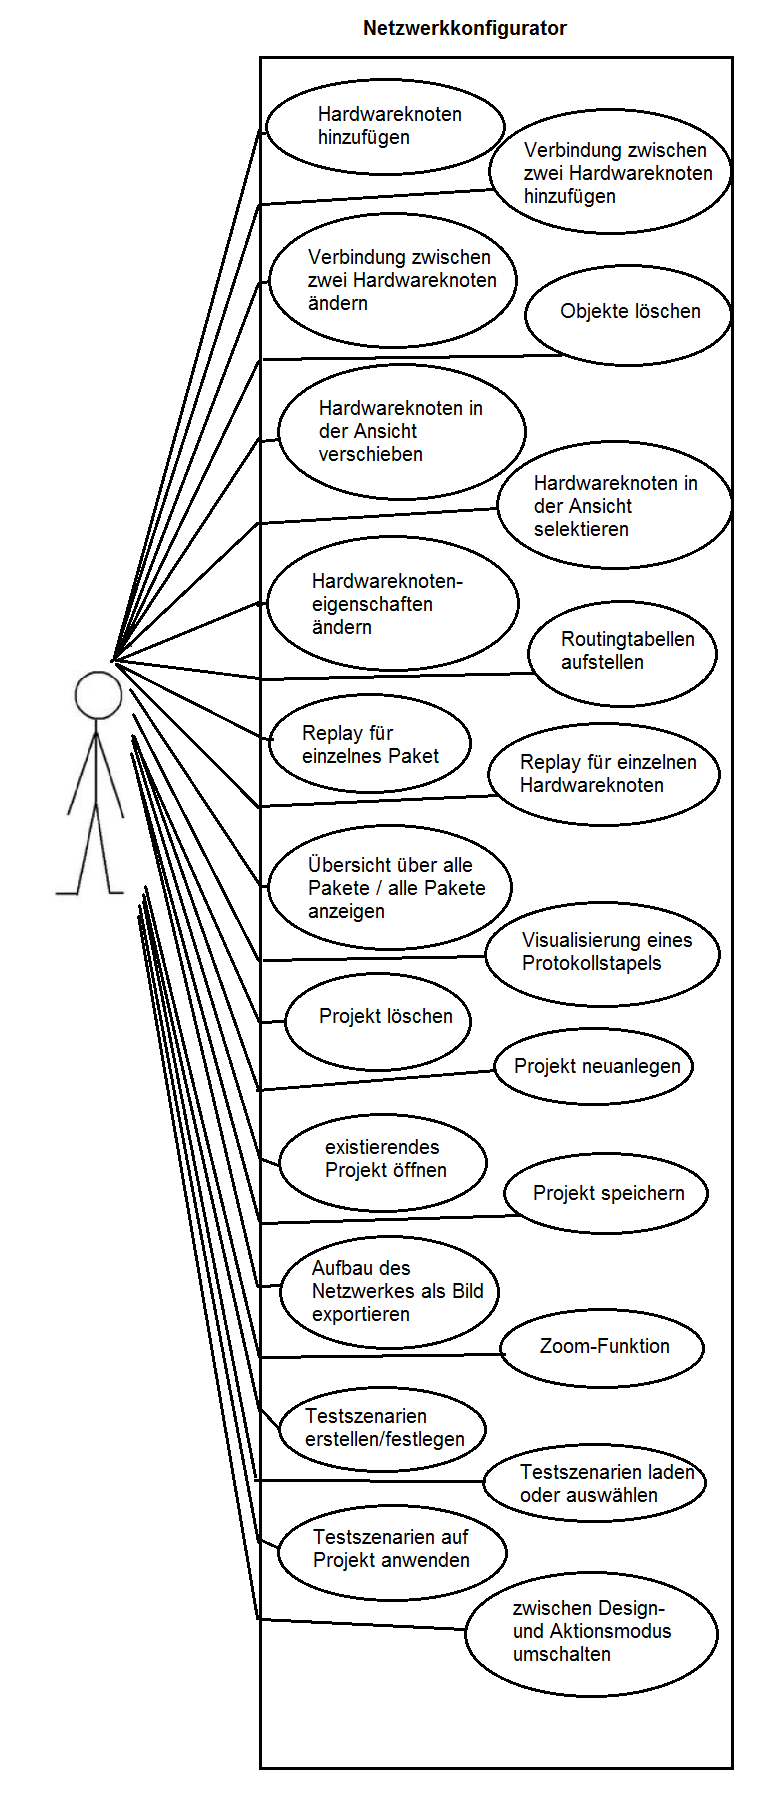 Netzwerkkonfigurator
Hardwareknoten
hinzufügen
Verbindung zwischen
zwei Hardwareknoten
hinzufügen
Verbindung zwischen
zwei Hardwareknoten
ändern
Objekte löschen
Hardwareknoten in
der Ansicht
verschieben
Hardwareknoten in
der Ansicht
selektieren
Hardwareknoten-
eigenschaften
ändern
Routingtabellen
aufstellen
Replay für
einzelnes Paket
Replay für einzelnen
Hardwareknoten
Übersicht über alle
Pakete / alle Pakete
anzeigen
Visualisierung eines
Protokollstapels
Projekt löschen
Projekt neuanlegen
existierendes
Projekt öffnen
Projekt speichern
Aufbau des
Netzwerkes als Bild
exportieren
Zoom-Funktion
Testszenarien
erstellen/festlegen
Testszenarien laden
oder auswählen
Testszenarien auf
Projekt anwenden
zwischen Design-
und Aktionsmodus
umschalten